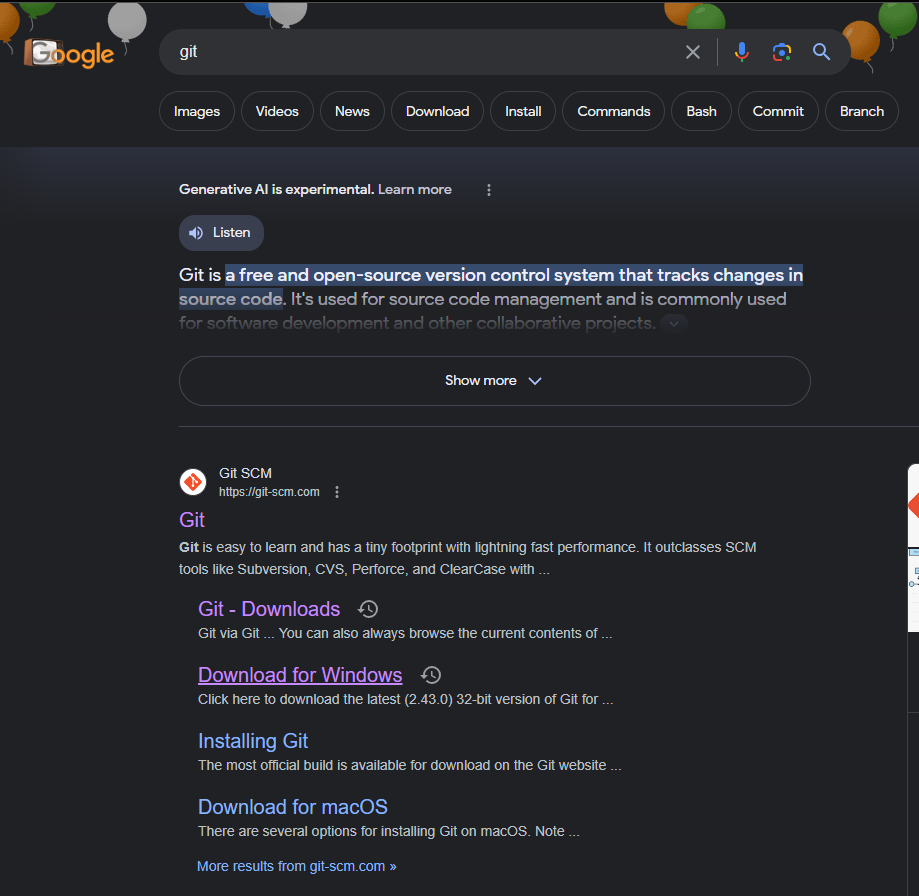 Google
git
Images Videos News Download Install Commands Bash Commit Branch
Generative AI is experimental. Learn more
Listen
Git is a free and open-source version control system that tracks changes in
source code. It's used for source code management and is commonly used
for software development and other collaborative projects.
Show more
Git SCM
https://git-scm.com
Git
Git is easy to learn and has a tiny footprint with lightning fast performance. It outclasses SCM
tools like Subversion, CVS, Perforce, and ClearCase with ...
Git - Downloads
Git via Git ... You can also always browse the current contents of ...
Download for Windows
Click here to download the latest (2.43.0) 32-bit version of Git for ...
Installing Git
The most official build is available for download on the Git website ...
Download for macOS
There are several options for installing Git on macOS. Note ...
More results from git-scm.com »